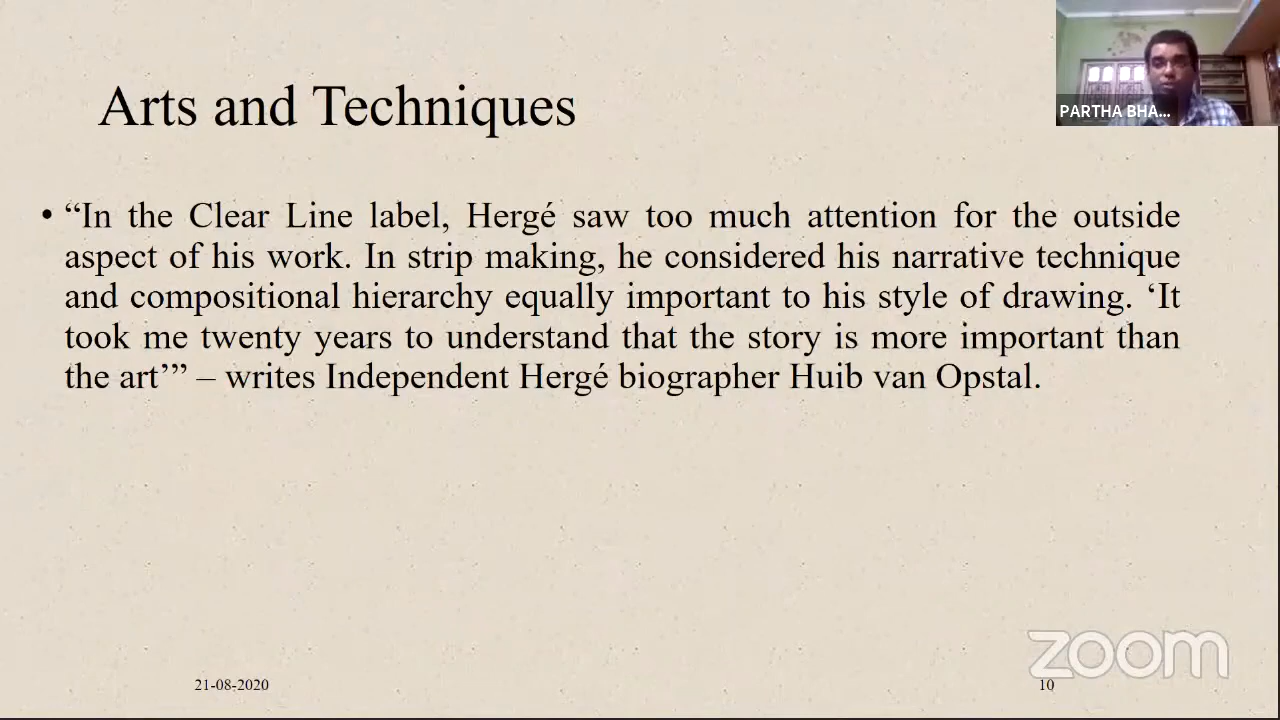 Arts and Techniques
PARTHA BHA...
• “In the Clear Line label, Hergé saw too much attention for the outside
aspect of his work. In strip making, he considered his narrative technique
and compositional hierarchy equally important to his style of drawing. ‘It
took me twenty years to understand that the story is more important than
the art’” – writes Independent Hergé biographer Huib van Opstal.
zoom
21-08-2020
10